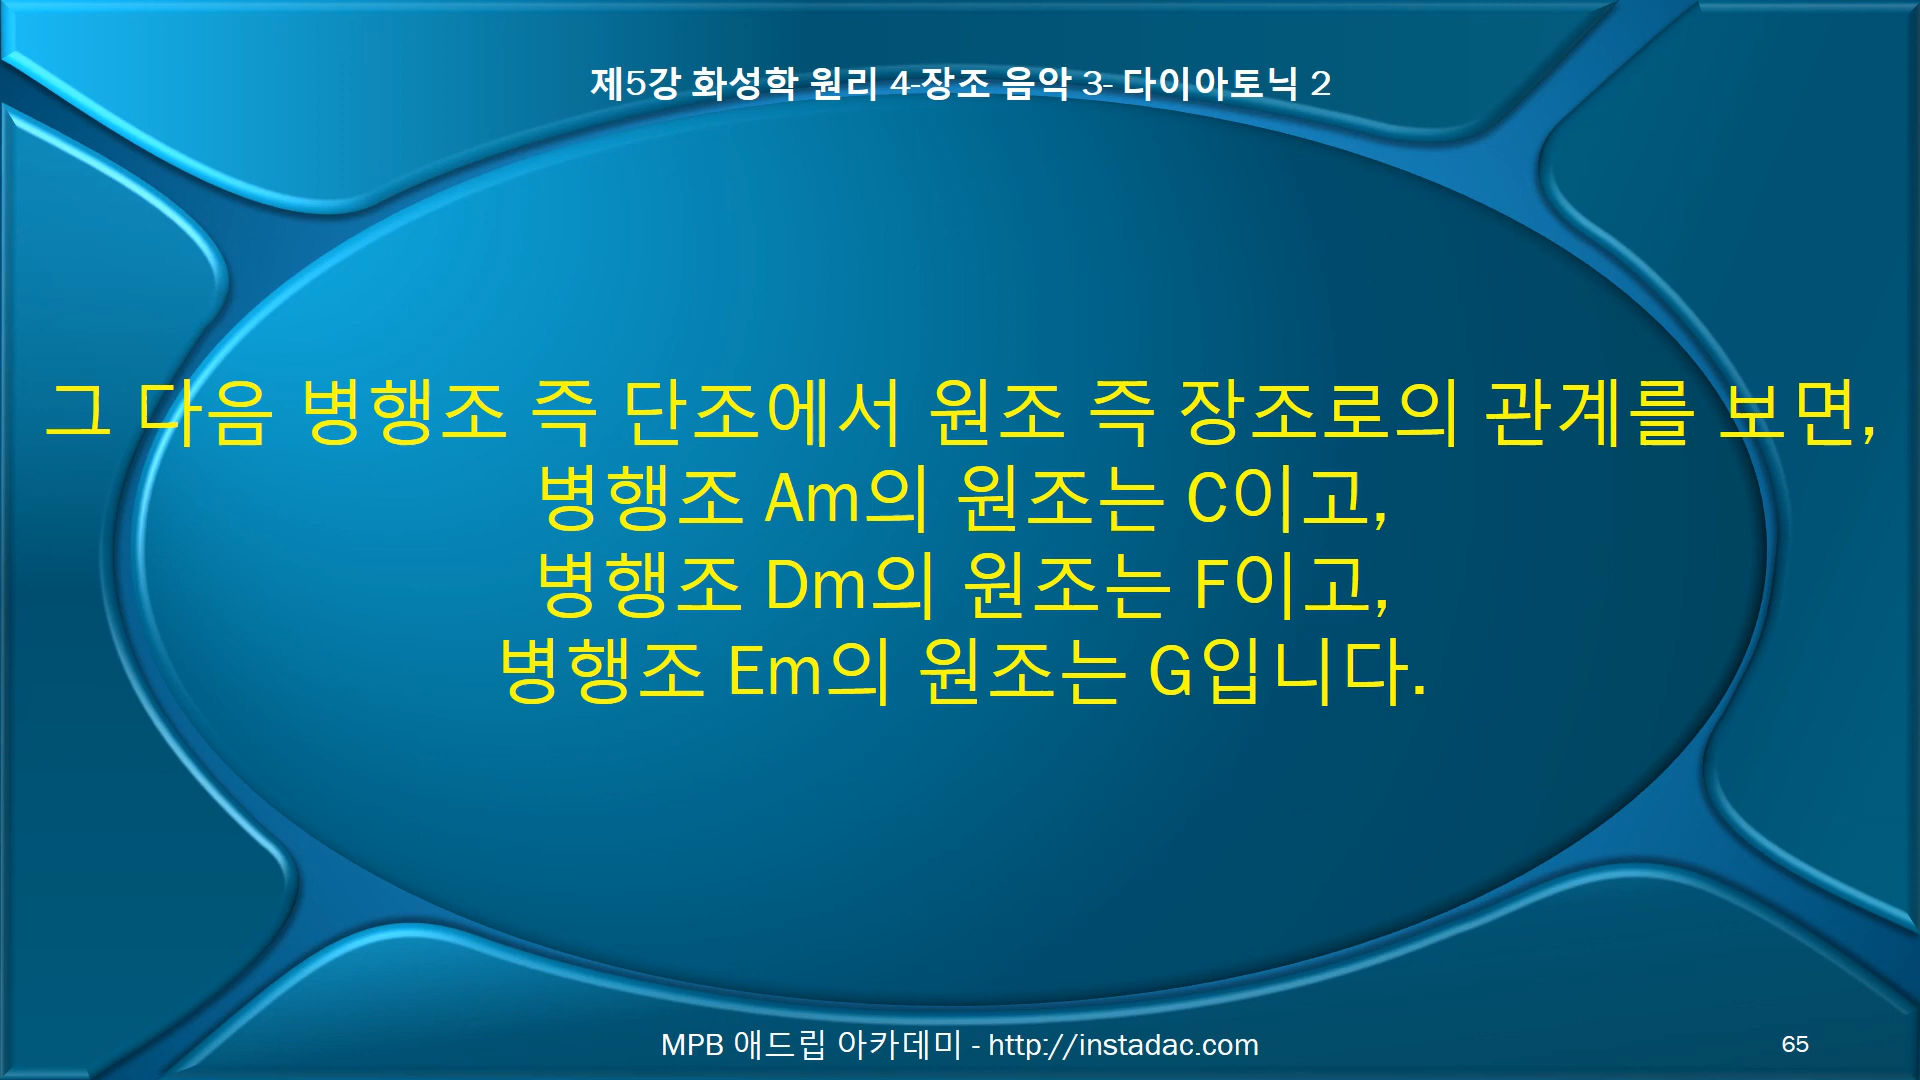 제5강 화성학 원리 4-장조 음악 3- 다이아토닉 2
그 다음 병행조 즉 단조에서 원조 즉 장조로의 관계를 보면,
병행조 Am의 원조는 C이고,
병행조 Dm의 원조는 F이고,
병행조 Em의 원조는 G입니다.
MPB 애드립 아카데미 - http://instadac.com
65